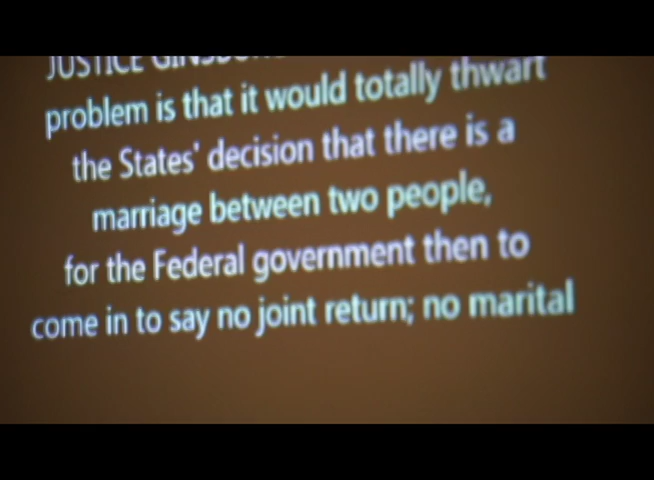 JUSTICE
problem is that it would totally thwart
the States' decision that there is a
marriage between two people,
for the Federal government then to
come in to say no joint return; no marital